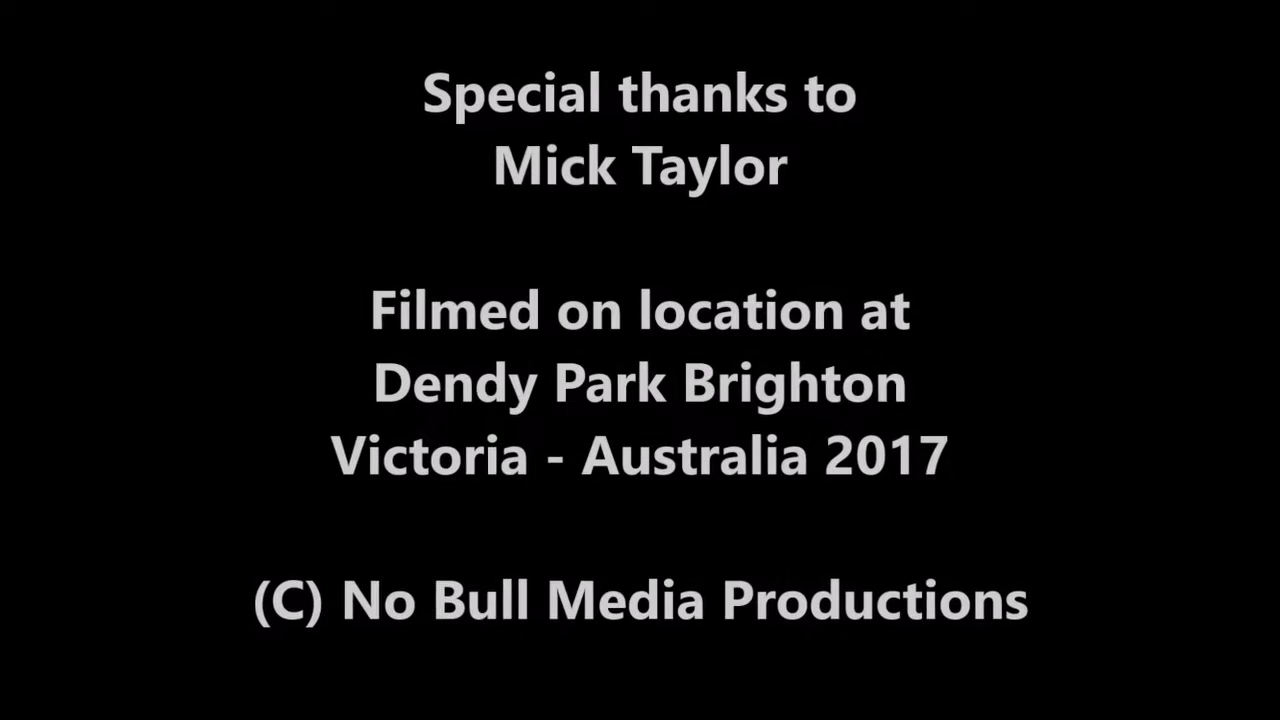 Special thanks to
Mick Taylor
Filmed on location at
Dendy Park Brighton
Victoria - Australia 2017
(C) No Bull Media Productions